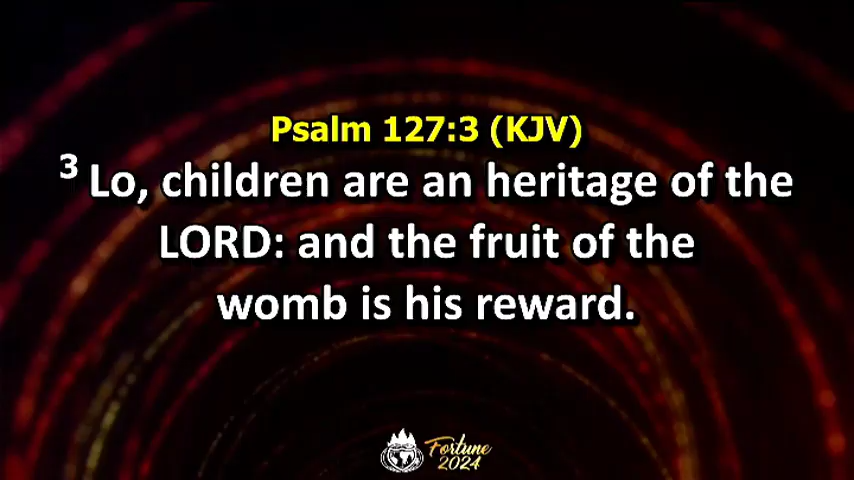 Psalm 127:3 (KJV)
3 Lo, children are an heritage of the
LORD: and the fruit of the
womb is his reward.
Fortune
2024